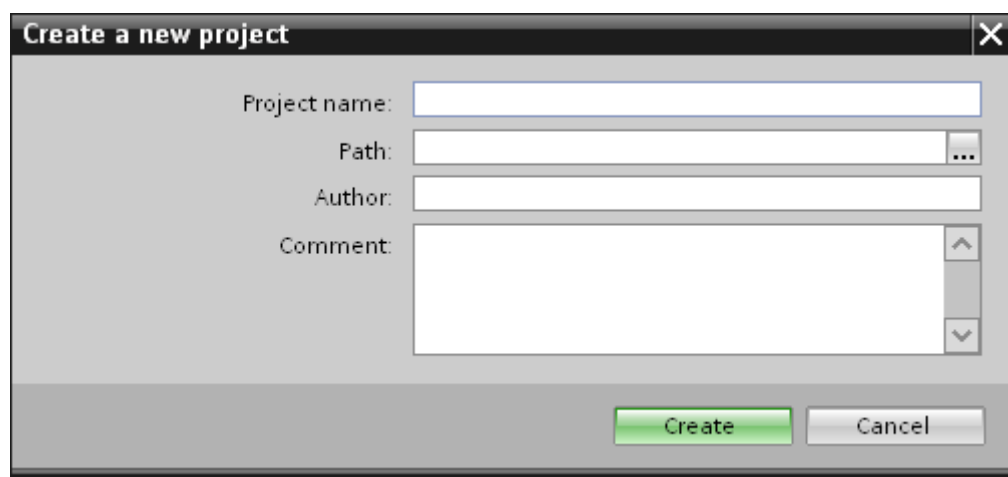 Create a new project
Project name:
Path:
...
Author:
Comment:
Create
Cancel